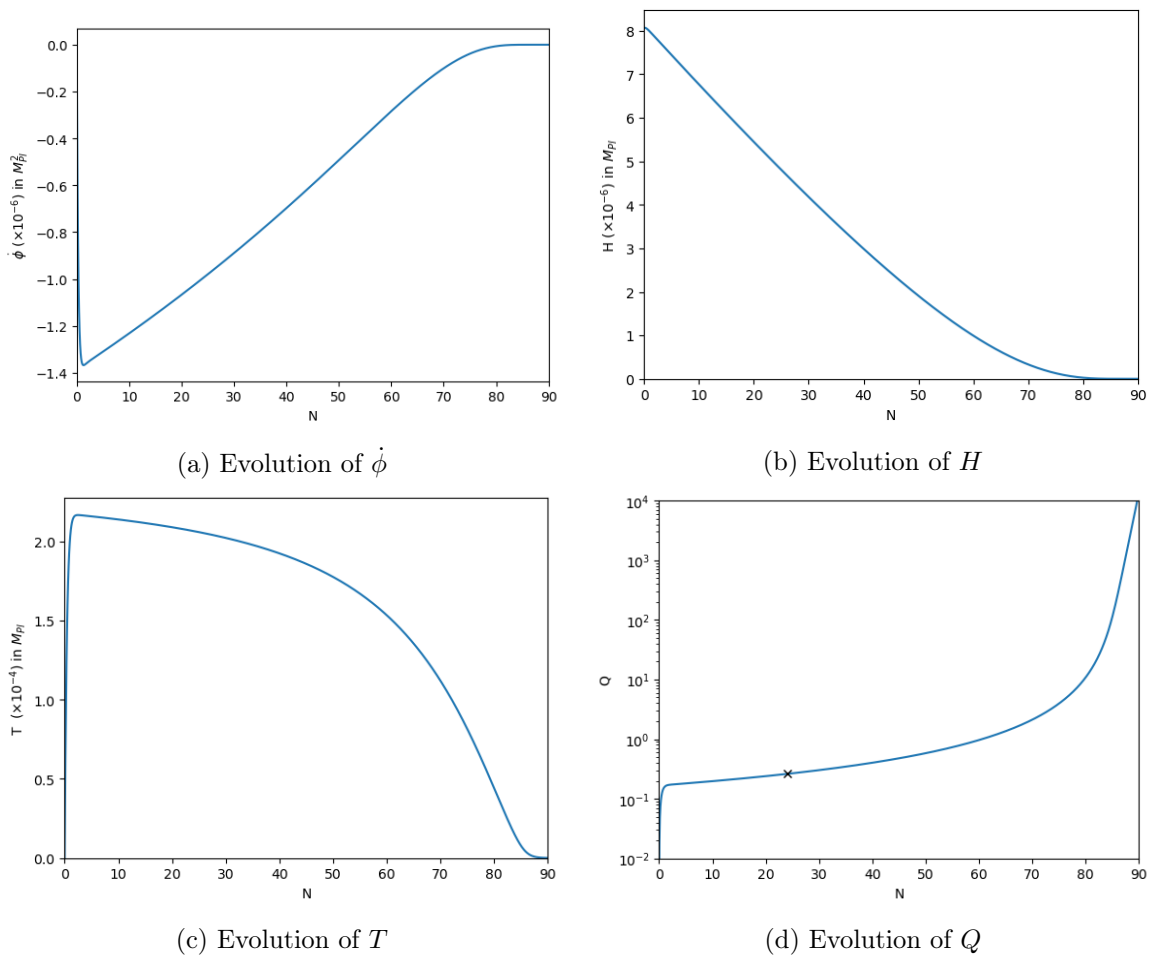 0.0
−0.2
−0.4
−0.6
−0.8
−1.0
−1.2
−1.4
ϕ̇ (×10⁻⁶) in M²_Pl
0 10 20 30 40 50 60 70 80 90
N
(a) Evolution of ϕ̇
8
7
6
5
4
3
2
1
0
H (×10⁻⁶) in M_Pl
0 10 20 30 40 50 60 70 80 90
N
(b) Evolution of H
2.0
1.5
1.0
0.5
0.0
T (×10⁻⁴) in M_Pl
0 10 20 30 40 50 60 70 80 90
N
(c) Evolution of T
10⁴
10³
10²
10¹
10⁰
10⁻¹
10⁻²
Q
0 10 20 30 40 50 60 70 80 90
N
(d) Evolution of Q